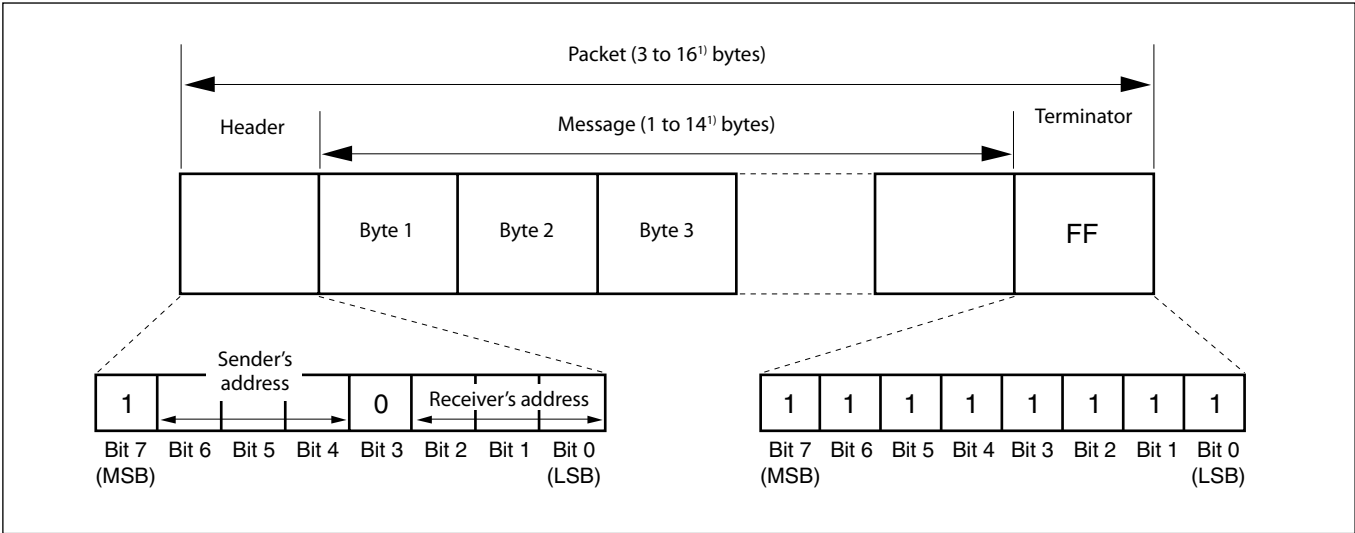 Packet (3 to 16¹⁾ bytes)
Header
Message (1 to 14¹⁾ bytes)
Terminator
Byte 1
Byte 2
Byte 3
FF
Sender's
address
1
0
Receiver's address
Bit 7 Bit 6 Bit 5 Bit 4 Bit 3 Bit 2 Bit 1 Bit 0
(MSB) (LSB)
1 1 1 1 1 1 1 1
Bit 7 Bit 6 Bit 5 Bit 4 Bit 3 Bit 2 Bit 1 Bit 0
(MSB) (LSB)